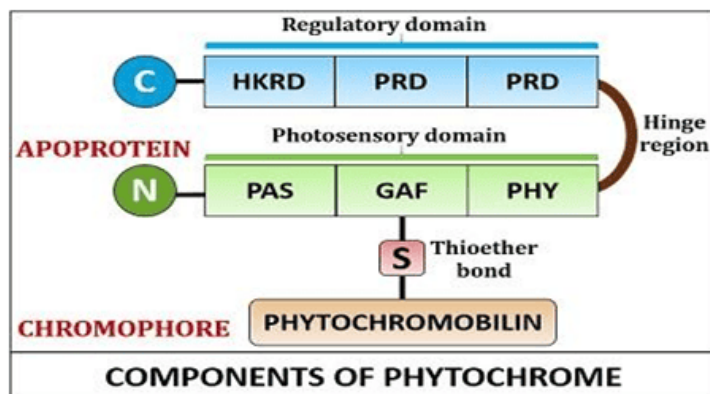 Regulatory domain
C HKRD PRD PRD
Hinge
region
APOPROTEIN
Photosensory domain
N PAS GAF PHY
S Thioether
bond
CHROMOPHORE PHYTOCHROMOBILIN
COMPONENTS OF PHYTOCHROME